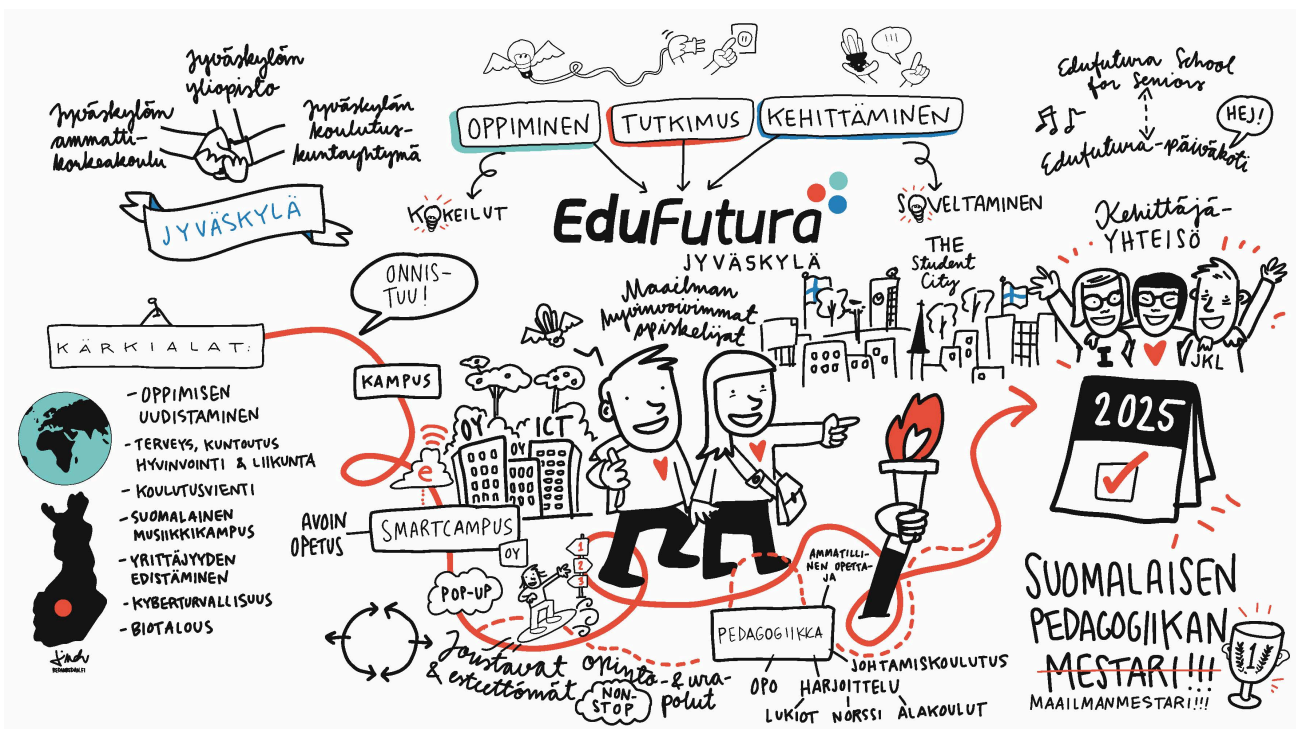 Jyväskylän
yliopisto
Jyväskylän
ammatti-
korkeakoulu
Jyväskylän
koulutus-
kuntayhtymä
JYVÄSKYLÄ
OPPIMINEN
TUTKIMUS
KEHITTÄMINEN
KOKEILUT
SOVELTAMINEN
EduFutura
JYVÄSKYLÄ
Edufutura School
for Seniors
HEJ!
Edufutura-päiväkoti
Kehittäjä-
YHTEISÖ
I
JKL
THE
Student
City
Maailman
hyvinvoivimmat
opiskelijat
ONNIS-
TUU!
KÄRKIALAT:
- OPPIMISEN
UUDISTAMINEN
- TERVEYS, KUNTOUTUS
HYVINVOINTI & LIIKUNTA
- KOULUTUSVIENTI
- SUOMALAINEN
MUSIIKKIKAMPUS
- YRITTÄJYYDEN
EDISTÄMINEN
- KYBERTURVALLISUUS
- BIOTALOUS
KAMPUS
OY
OY
ICT
e
AVOIN
OPETUS
SMARTCAMPUS
OY
1
2
3
POP-UP
Joustavat opinto- & ura-
& esteettömät polut
NON-
STOP
AMMATILLI-
NEN OPETTA-
JA
PEDAGOGIIKKA
JOHTAMISKOULUTUS
OPO
HARJOITTELU
LUKIOT
NORSSI
ALAKOULUT
2025
SUOMALAISEN
PEDAGOGIIKAN
MESTARI!!!
MAAILMANMESTARI!!!
1